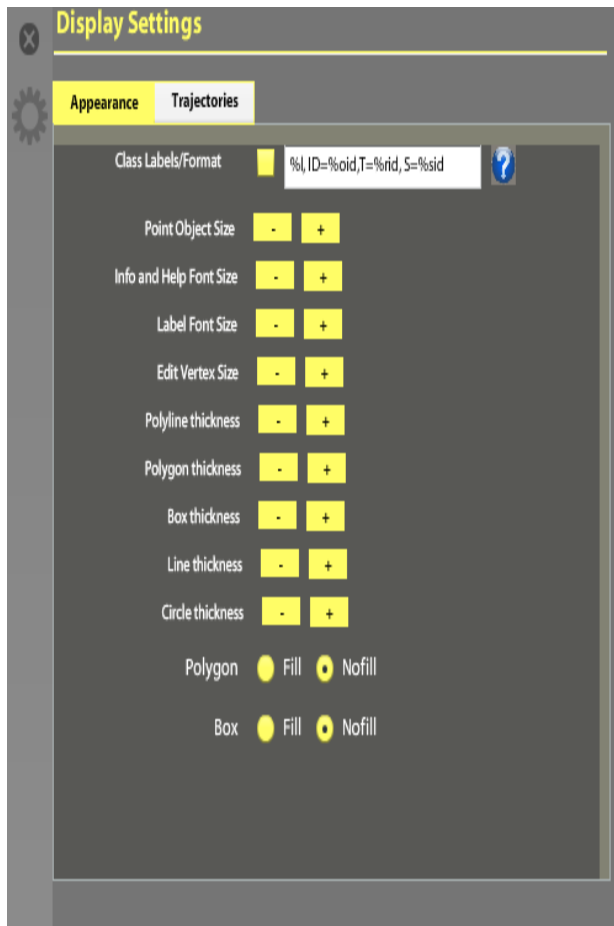 Display Settings
Appearance Trajectories
Class Labels/Format %l, ID=%oid,T=%rid, S=%sid ?
Point Object Size - +
Info and Help Font Size - +
Label Font Size - +
Edit Vertex Size - +
Polyline thickness - +
Polygon thickness - +
Box thickness - +
Line thickness - +
Circle thickness - +
Polygon Fill Nofill
Box Fill Nofill